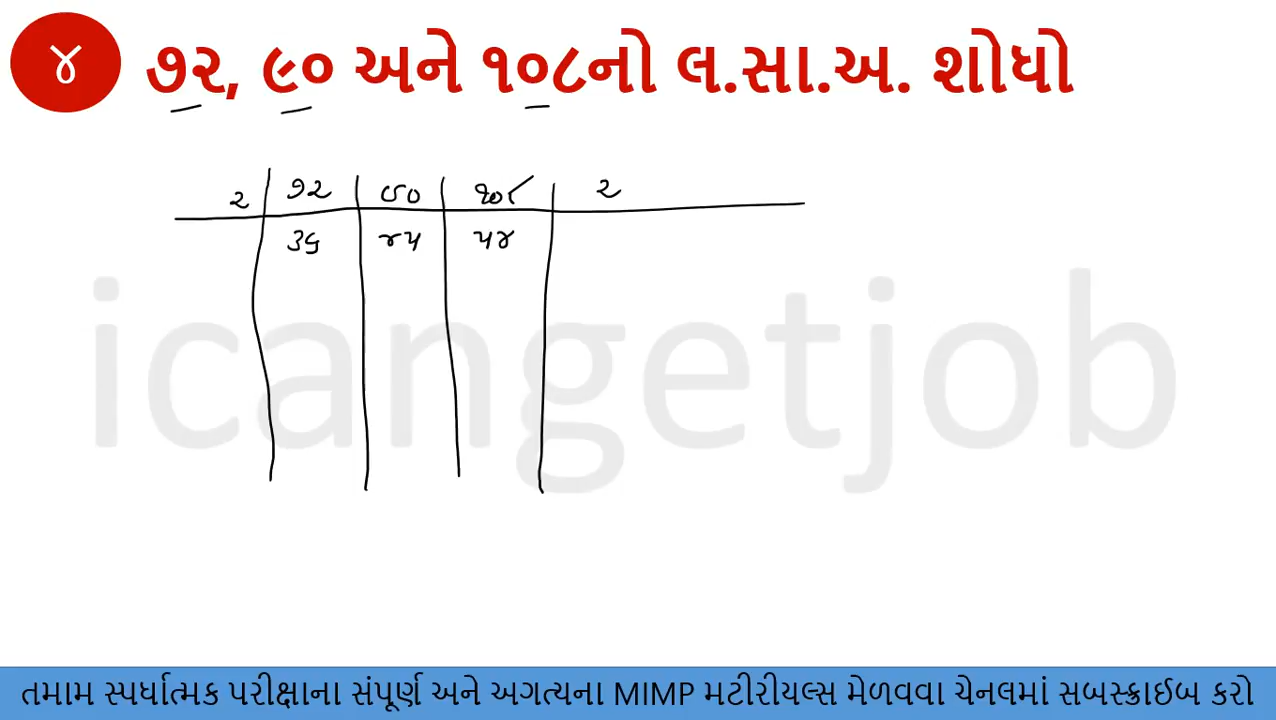 ૪ ૭૨, ૯૦ અને ૧૦૮નો લ.સા.અ. શોધો
૨ ૭૨ ૯૦ ૧૦૮ ૨
૩૬ ૪૫ ૫૪
icangetjob
તમામ સ્પર્ધાત્મક પરીક્ષાના સંપૂર્ણ અને અગત્યના MIMP મટીરીયલ્સ મેળવવા ચેનલમાં સબસ્ક્રાઈબ કરો